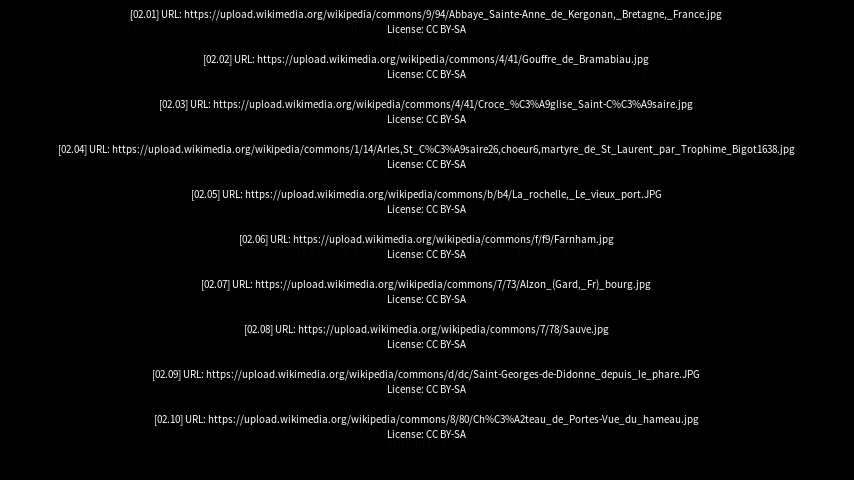 [02.01] URL: https://upload.wikimedia.org/wikipedia/commons/9/94/Abbaye_Sainte-Anne_de_Kergonan,_Bretagne,_France.jpg
License: CC BY-SA
[02.02] URL: https://upload.wikimedia.org/wikipedia/commons/4/41/Gouffre_de_Bramabiau.jpg
License: CC BY-SA
[02.03] URL: https://upload.wikimedia.org/wikipedia/commons/4/41/Croce_%C3%A9glise_Saint-C%C3%A9saire.jpg
License: CC BY-SA
[02.04] URL: https://upload.wikimedia.org/wikipedia/commons/1/14/Arles,St_C%C3%A9saire26,choeur6,martyre_de_St_Laurent_par_Trophime_Bigot1638.jpg
License: CC BY-SA
[02.05] URL: https://upload.wikimedia.org/wikipedia/commons/b/b4/La_rochelle,_Le_vieux_port.JPG
License: CC BY-SA
[02.06] URL: https://upload.wikimedia.org/wikipedia/commons/f/f9/Farnham.jpg
License: CC BY-SA
[02.07] URL: https://upload.wikimedia.org/wikipedia/commons/7/73/Alzon_(Gard,_Fr)_bourg.jpg
License: CC BY-SA
[02.08] URL: https://upload.wikimedia.org/wikipedia/commons/7/78/Sauve.jpg
License: CC BY-SA
[02.09] URL: https://upload.wikimedia.org/wikipedia/commons/d/dc/Saint-Georges-de-Didonne_depuis_le_phare.JPG
License: CC BY-SA
[02.10] URL: https://upload.wikimedia.org/wikipedia/commons/8/80/Ch%C3%A2teau_de_Portes-Vue_du_hameau.jpg
License: CC BY-SA